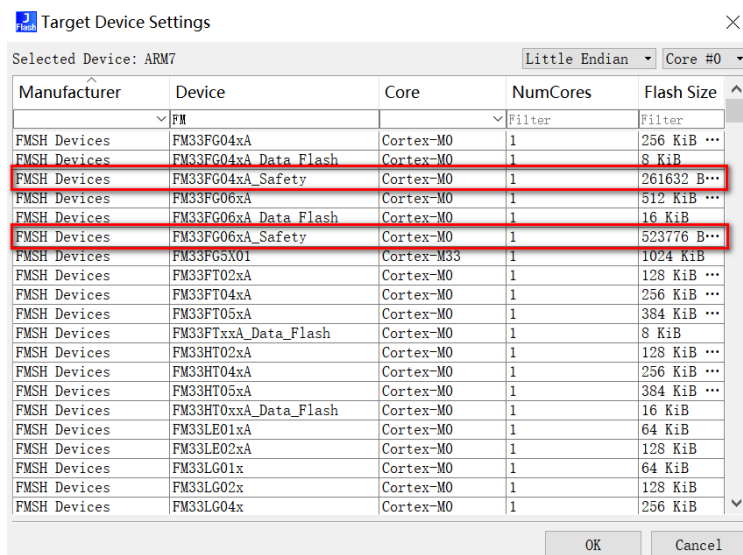 J Flash Target Device Settings
Selected Device: ARM7 Little Endian Core #0
Manufacturer Device Core NumCores Flash Size
FM Filter Filter
FMSH Devices FM33FG04xA Cortex-M0 1 256 KiB ...
FMSH Devices FM33FG04xA Data Flash Cortex-M0 1 8 KiB
FMSH Devices FM33FG04xA_Safety Cortex-M0 1 261632 B...
FMSH Devices FM33FG06xA Cortex-M0 1 512 KiB ...
FMSH Devices FM33FG06xA Data Flash Cortex-M0 1 16 KiB
FMSH Devices FM33FG06xA_Safety Cortex-M0 1 523776 B...
FMSH Devices FM33FG5X01 Cortex-M33 1 1024 KiB
FMSH Devices FM33FT02xA Cortex-M0 1 128 KiB ...
FMSH Devices FM33FT04xA Cortex-M0 1 256 KiB ...
FMSH Devices FM33FT05xA Cortex-M0 1 384 KiB ...
FMSH Devices FM33FTxxA_Data_Flash Cortex-M0 1 8 KiB
FMSH Devices FM33HT02xA Cortex-M0 1 128 KiB ...
FMSH Devices FM33HT04xA Cortex-M0 1 256 KiB ...
FMSH Devices FM33HT05xA Cortex-M0 1 384 KiB ...
FMSH Devices FM33HT0xxA_Data_Flash Cortex-M0 1 16 KiB
FMSH Devices FM33LE01xA Cortex-M0 1 64 KiB
FMSH Devices FM33LE02xA Cortex-M0 1 128 KiB
FMSH Devices FM33LG01x Cortex-M0 1 64 KiB
FMSH Devices FM33LG02x Cortex-M0 1 128 KiB
FMSH Devices FM33LG04x Cortex-M0 1 256 KiB
OK Cancel